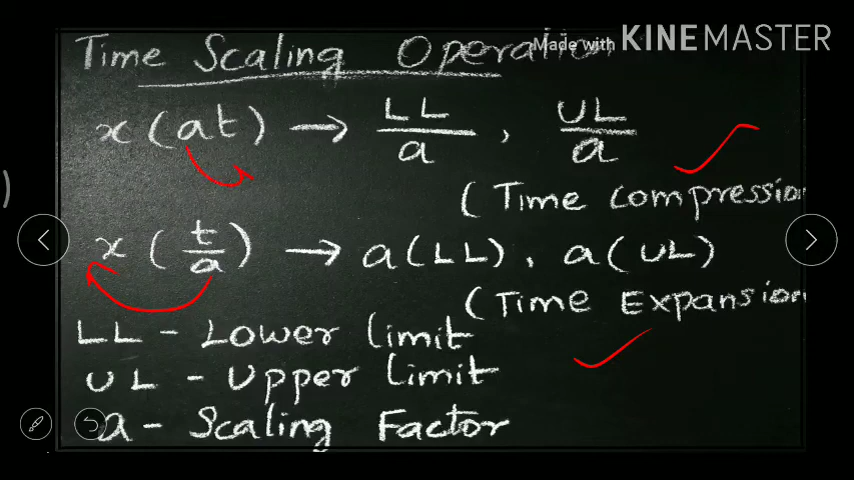 Time Scaling Operation
Made with KINEMASTER
x(at) → LL/a, UL/a
(Time compression
x(t/a) → a(LL), a(UL)
(Time Expansion
LL - Lower limit
UL - Upper Limit
a - Scaling Factor